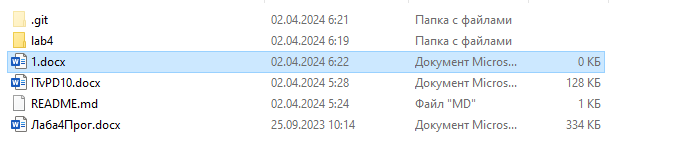 .git 02.04.2024 6:21 Папка с файлами
lab4 02.04.2024 6:19 Папка с файлами
1.docx 02.04.2024 6:22 Документ Micros... 0 КБ
ITvPD10.docx 02.04.2024 5:28 Документ Micros... 128 КБ
README.md 02.04.2024 5:24 Файл "MD" 1 КБ
Лаба4Прог.docx 25.09.2023 10:14 Документ Micros... 334 КБ